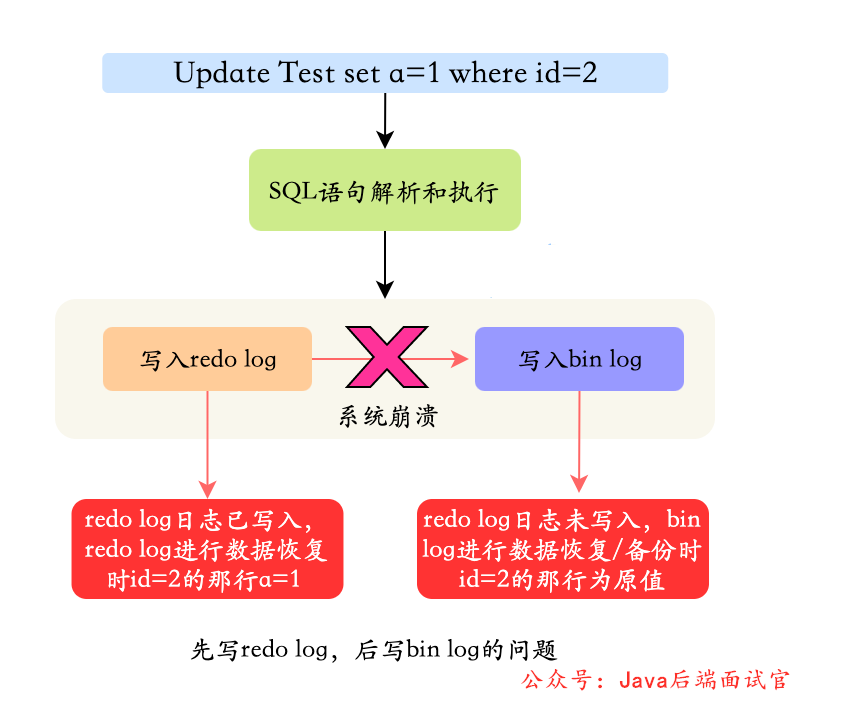 Update Test set a=1 where id=2
SQL语句解析和执行
写入redo log
写入bin log
系统崩溃
redo log日志已写入，
redo log进行数据恢复
时id=2的那行a=1
redo log日志未写入，bin
log进行数据恢复/备份时
id=2的那行为原值
先写redo log，后写bin log的问题
公众号：Java后端面试官